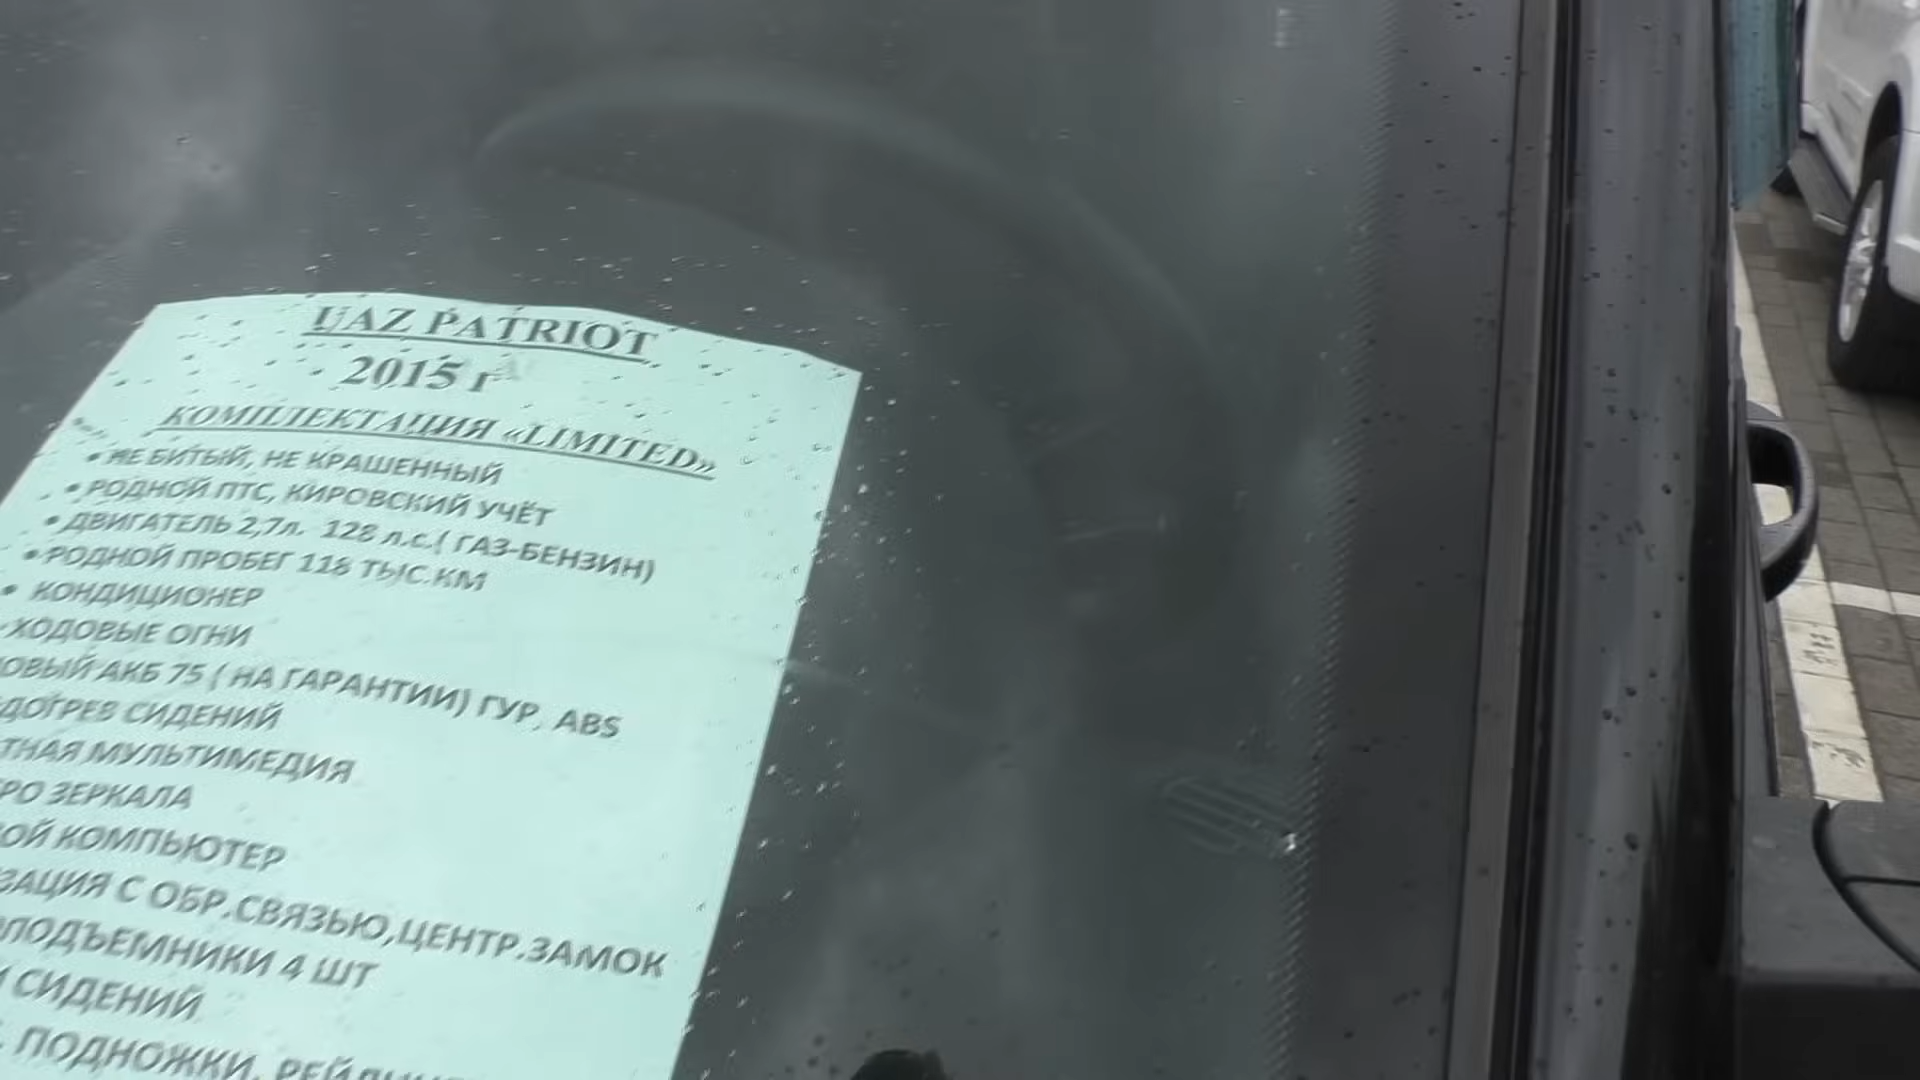 UAZ PATRIOT
2015 г
КОМПЛЕКТАЦИЯ «LIMITED»
• НЕ БИТЫЙ, НЕ КРАШЕННЫЙ
• РОДНОЙ ПТС, КИРОВСКИЙ УЧЁТ
• ДВИГАТЕЛЬ 2,7л. 128 л.с.( ГАЗ-БЕНЗИН)
• РОДНОЙ ПРОБЕГ 118 ТЫС.КМ
• КОНДИЦИОНЕР
ХОДОВЫЕ ОГНИ
ОВЫЙ АКБ 75 ( НА ГАРАНТИИ) ГУР, ABS
ДОГРЕВ СИДЕНИЙ
ТНАЯ МУЛЬТИМЕДИЯ
РО ЗЕРКАЛА
ОЙ КОМПЬЮТЕР
ЗАЦИЯ С ОБР.СВЯЗЬЮ,ЦЕНТР.ЗАМОК
ПОДЪЕМНИКИ 4 ШТ
СИДЕНИЙ
ПОДНОЖКИ,